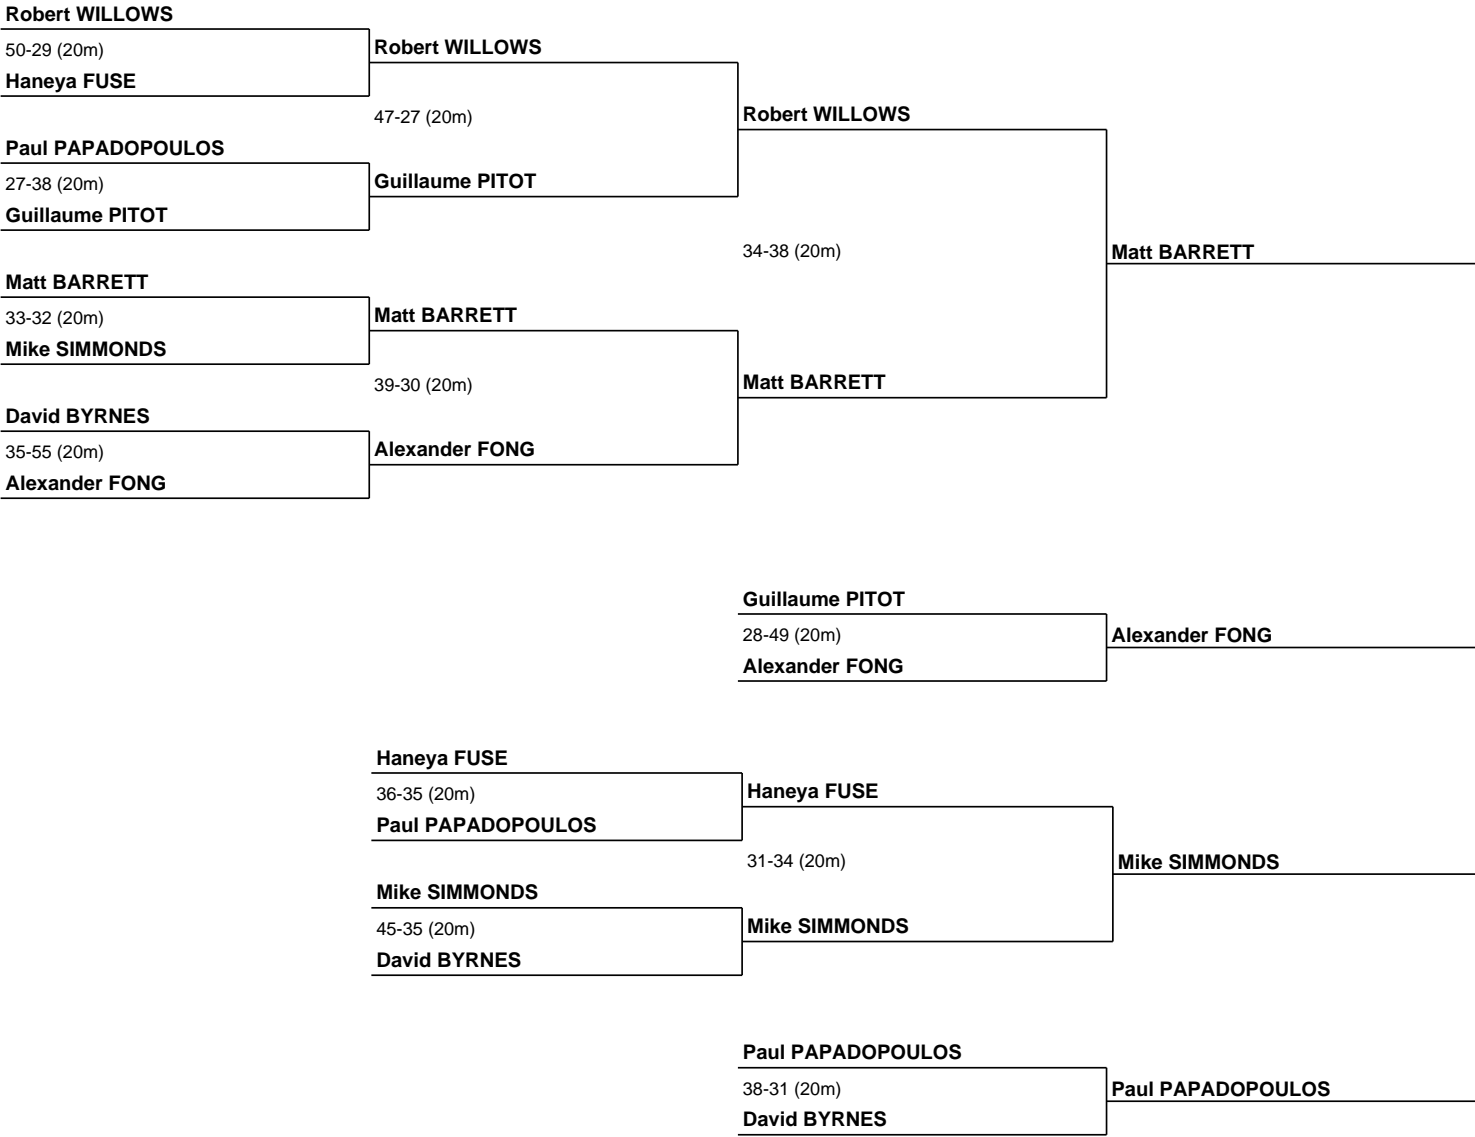 Robert WILLOWS
50-29 (20m)
Haneya FUSE
Paul PAPADOPOULOS
27-38 (20m)
Guillaume PITOT
Matt BARRETT
33-32 (20m)
Mike SIMMONDS
David BYRNES
35-55 (20m)
Alexander FONG
Robert WILLOWS
47-27 (20m)
Guillaume PITOT
Matt BARRETT
39-30 (20m)
Alexander FONG
Robert WILLOWS
34-38 (20m)
Matt BARRETT
Matt BARRETT
Guillaume PITOT
28-49 (20m)
Alexander FONG
Alexander FONG
Haneya FUSE
36-35 (20m)
Paul PAPADOPOULOS
Mike SIMMONDS
45-35 (20m)
David BYRNES
Haneya FUSE
31-34 (20m)
Mike SIMMONDS
Mike SIMMONDS
Paul PAPADOPOULOS
38-31 (20m)
David BYRNES
Paul PAPADOPOULOS